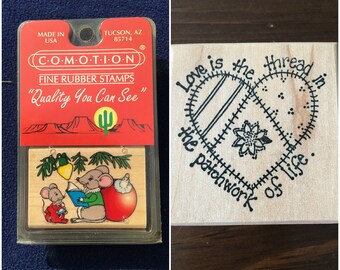 MADE IN USA
TUCSON, AZ 85714
COMOTION®
FINE RUBBER STAMPS
"Quality You Can See"
Love is the thread in
the patchwork of life.